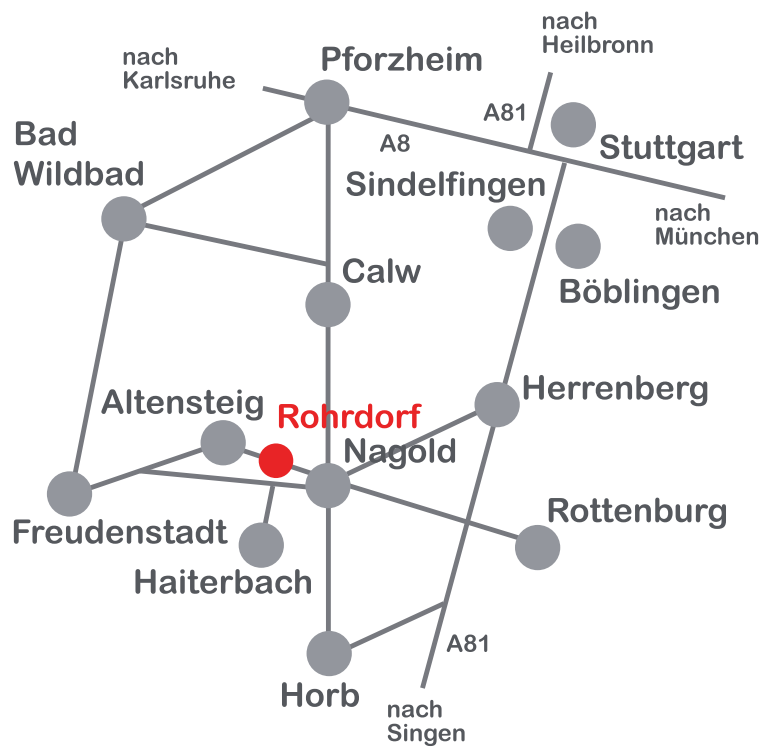 nach
Heilbronn
Pforzheim
nach
Karlsruhe
A81
Bad
Wildbad
A8
Stuttgart
Sindelfingen
nach
München
Calw
Böblingen
Herrenberg
Altensteig
Rohrdorf
Nagold
Rottenburg
Freudenstadt
Haiterbach
A81
Horb
nach
Singen